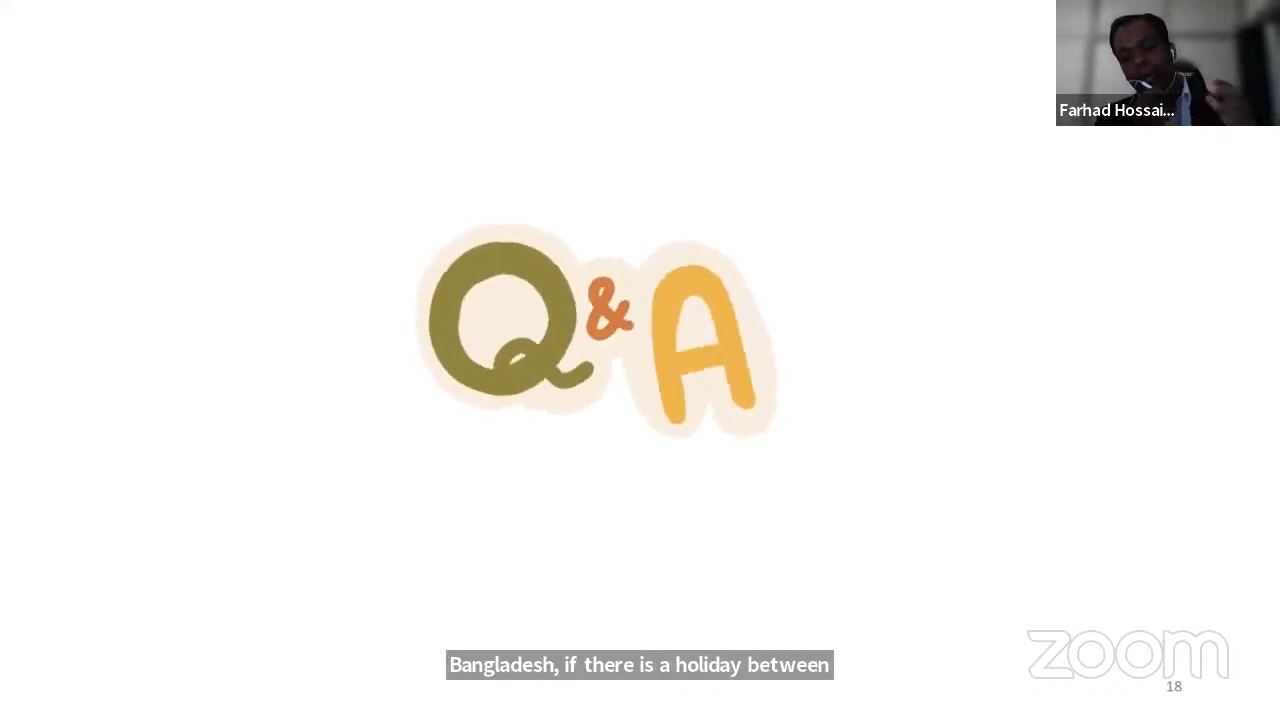 Farhad Hossai...
Q & A
Bangladesh, if there is a holiday between
zoom
18